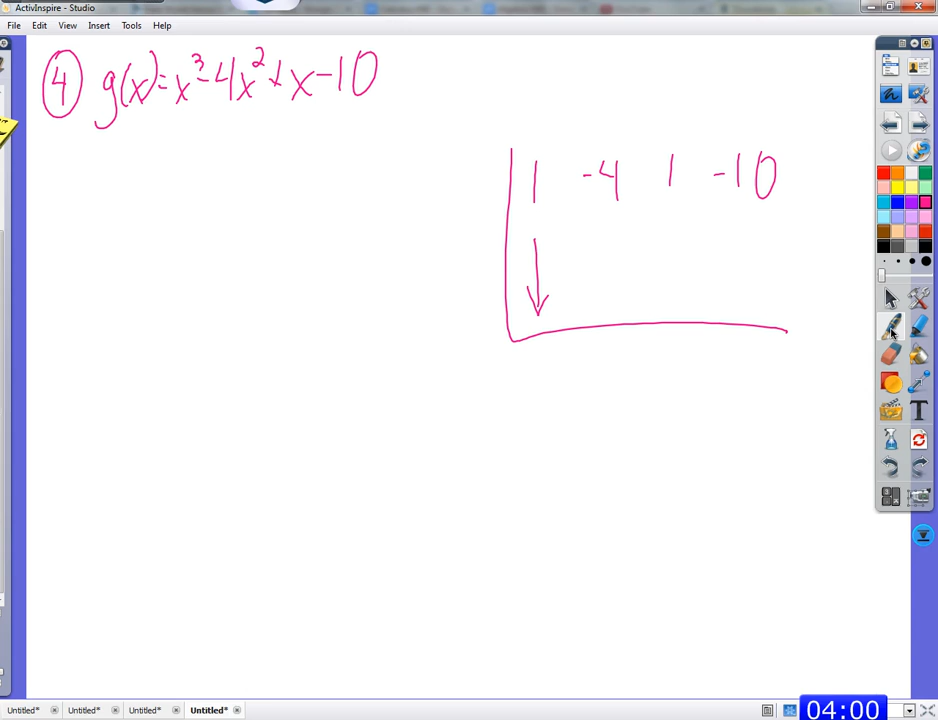 ActivInspire - Studio
File Edit View Insert Tools Help
④ g(x)=x³-4x²+x-10
1 -4 1 -10
T
Untitled* Untitled* Untitled* Untitled*
04:00